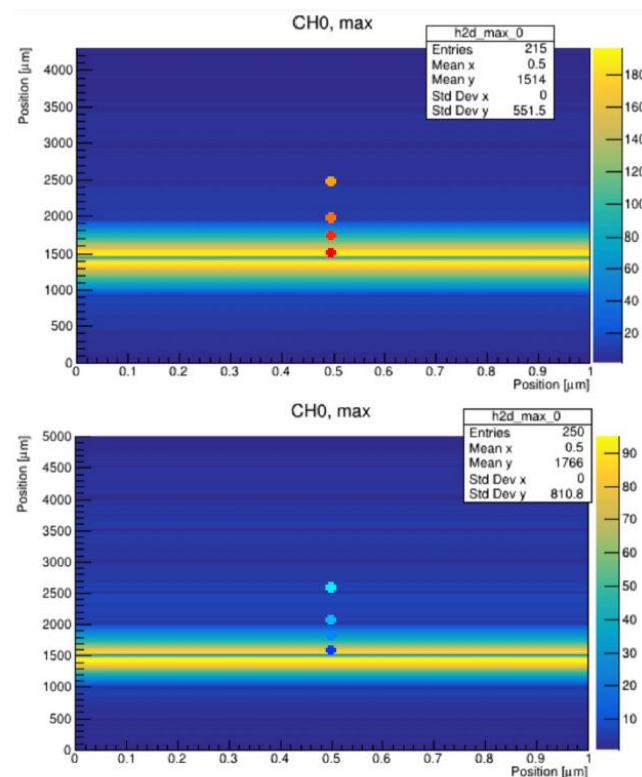 CH0, max
h2d_max_0
Entries 215
Mean x 0.5
Mean y 1514
Std Dev x 0
Std Dev y 551.5
Position [µm]
4000
3500
3000
2500
2000
1500
1000
500
0
0 0.1 0.2 0.3 0.4 0.5 0.6 0.7 0.8 0.9 1
Position [µm]
180
160
140
120
100
80
60
40
20
CH0, max
h2d_max_0
Entries 250
Mean x 0.5
Mean y 1766
Std Dev x 0
Std Dev y 810.8
Position [µm]
5000
4500
4000
3500
3000
2500
2000
1500
1000
500
0
0 0.1 0.2 0.3 0.4 0.5 0.6 0.7 0.8 0.9 1
Position [µm]
90
80
70
60
50
40
30
20
10